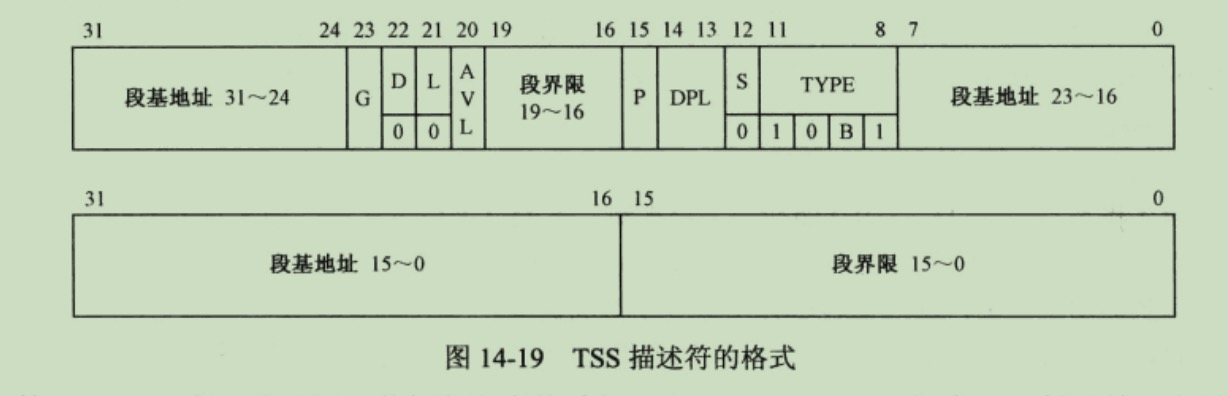 31 24 23 22 21 20 19 16 15 14 13 12 11 8 7 0
段基地址 31～24 G D L AVL 段界限 19～16 P DPL S TYPE 段基地址 23～16
0 0 0 1 0 B 1
31 16 15 0
段基地址 15～0 段界限 15～0
图 14-19 TSS 描述符的格式